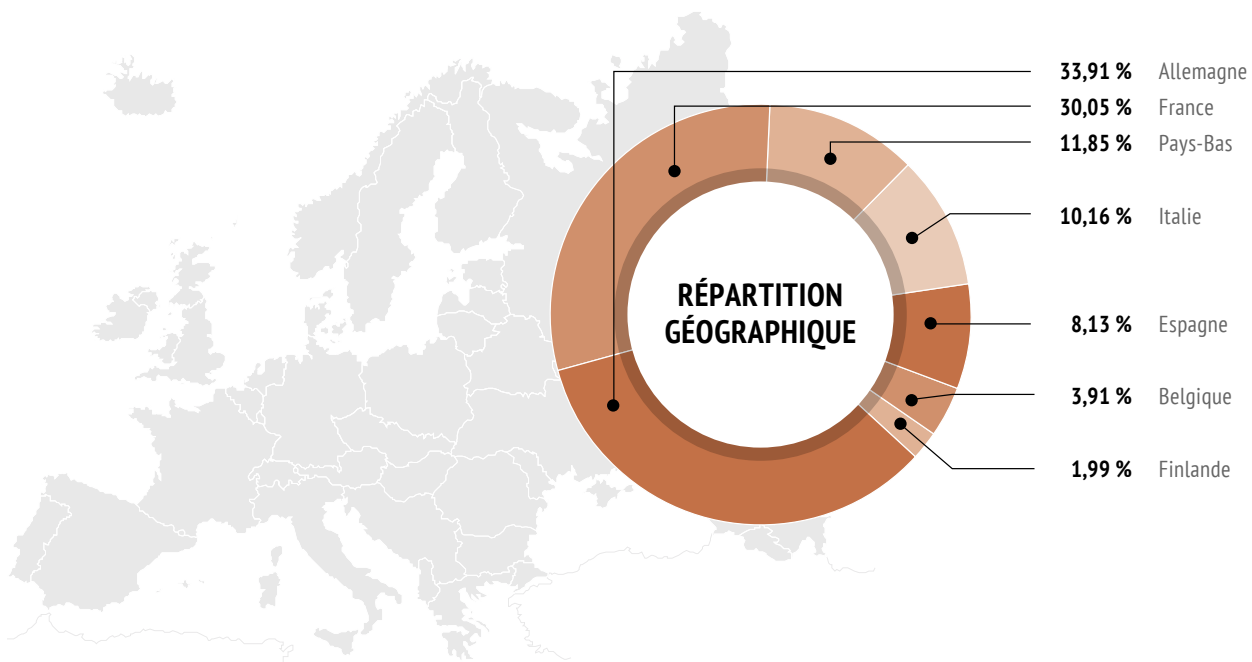 33,91 % Allemagne
30,05 % France
11,85 % Pays-Bas
10,16 % Italie
RÉPARTITION
GÉOGRAPHIQUE
8,13 % Espagne
3,91 % Belgique
1,99 % Finlande